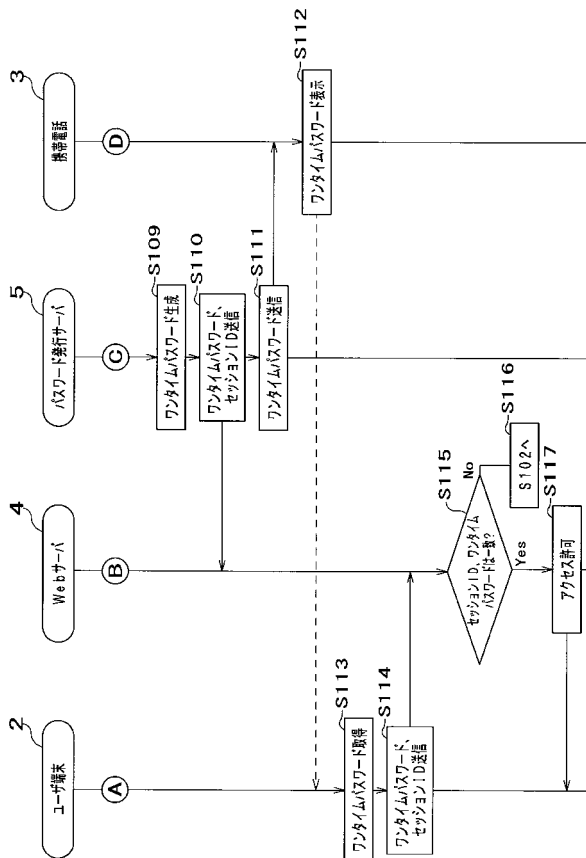 2
ユーザ端末
A
4
Webサーバ
B
5
パスワード発行サーバ
C
3
携帯電話
D
S109
ワンタイムパスワード生成
S110
ワンタイムパスワード、
セッションID送信
S111
ワンタイムパスワード送信
S112
ワンタイムパスワード表示
S113
ワンタイムパスワード取得
S114
ワンタイムパスワード、
セッションID送信
S115
セッションID、ワンタイム
パスワードは一致?
No
Yes
S116
S102へ
S117
アクセス許可